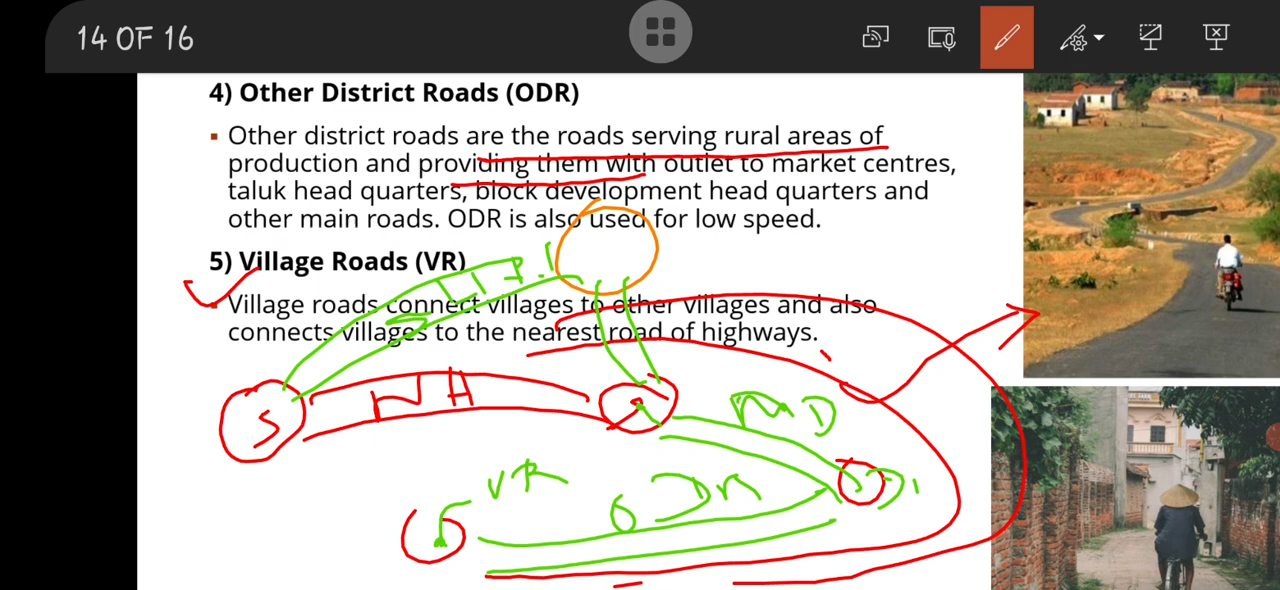 14 OF 16
4) Other District Roads (ODR)
▪ Other district roads are the roads serving rural areas of
production and providing them with outlet to market centres,
taluk head quarters, block development head quarters and
other main roads. ODR is also used for low speed.
5) Village Roads (VR)
▪ Village roads connect villages to other villages and also
connects villages to the nearest road of highways.
S
NH
S
MD
VR
ODR